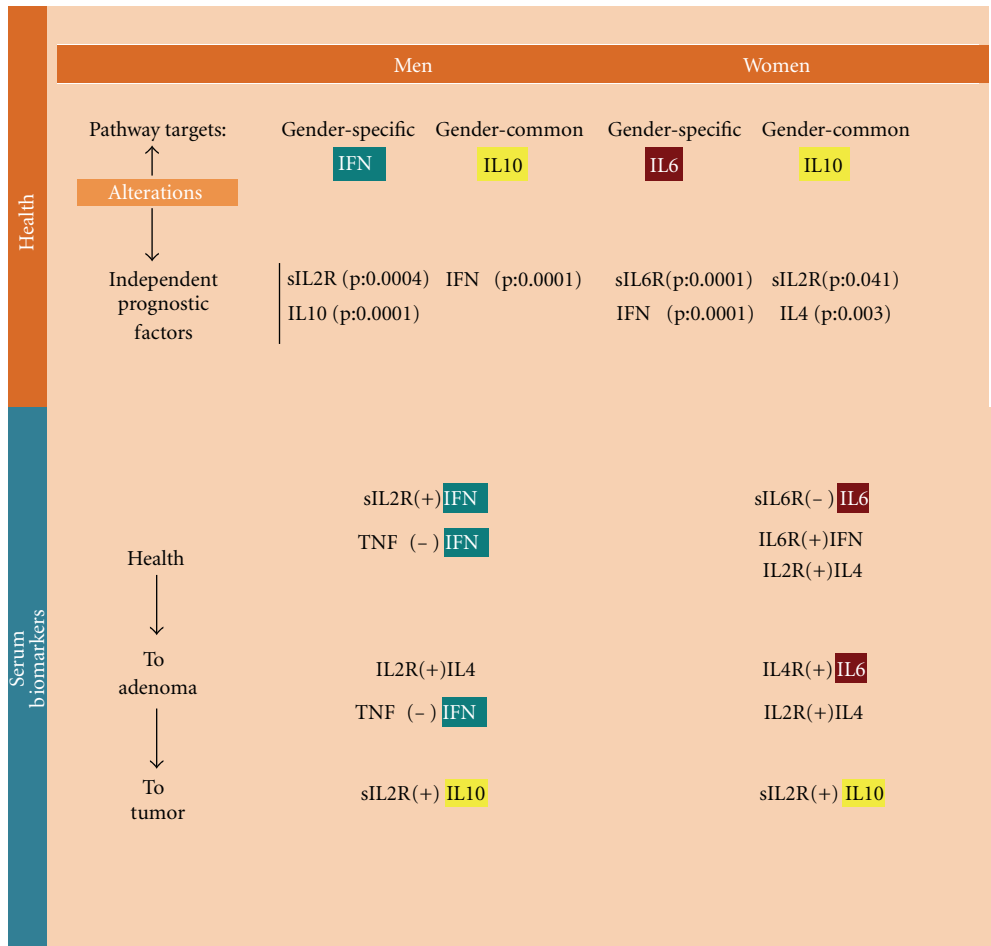 Health
Men Women
Pathway targets: Gender-specific Gender-common Gender-specific Gender-common
IFN IL10 IL6 IL10
Alterations
Independent
prognostic
factors
sIL2R (p:0.0004) IFN (p:0.0001) sIL6R(p:0.0001) sIL2R(p:0.041)
IL10 (p:0.0001) IFN (p:0.0001) IL4 (p:0.003)
Serum
biomarkers
Health
sIL2R(+) IFN sIL6R(–) IL6
TNF (–) IFN IL6R(+)IFN
IL2R(+)IL4
To
adenoma
IL2R(+)IL4 IL4R(+) IL6
TNF (–) IFN IL2R(+)IL4
To
tumor
sIL2R(+) IL10 sIL2R(+) IL10